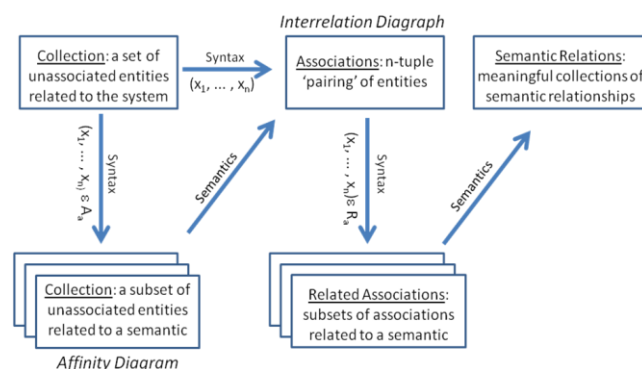 Interrelation Diagraph
Collection: a set of
unassociated entities
related to the system
Syntax
(x1, ... , xn)
Associations: n-tuple
'pairing' of entities
Semantic Relations:
meaningful collections of
semantic relationships
(x1, ... , xn) ε Aa
Syntax
Semantics
(x1, ... , xn) ε Ra
Syntax
Semantics
Collection: a subset of
unassociated entities
related to a semantic
Related Associations:
subsets of associations
related to a semantic
Affinity Diagram